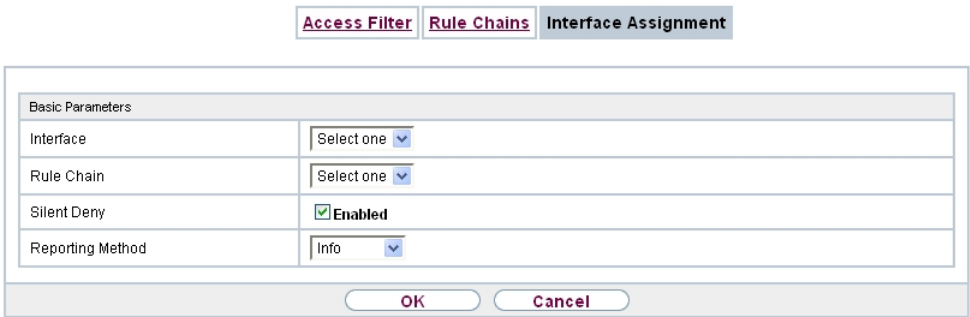 Access Filter Rule Chains Interface Assignment
Basic Parameters
Interface Select one
Rule Chain Select one
Silent Deny Enabled
Reporting Method Info
OK Cancel